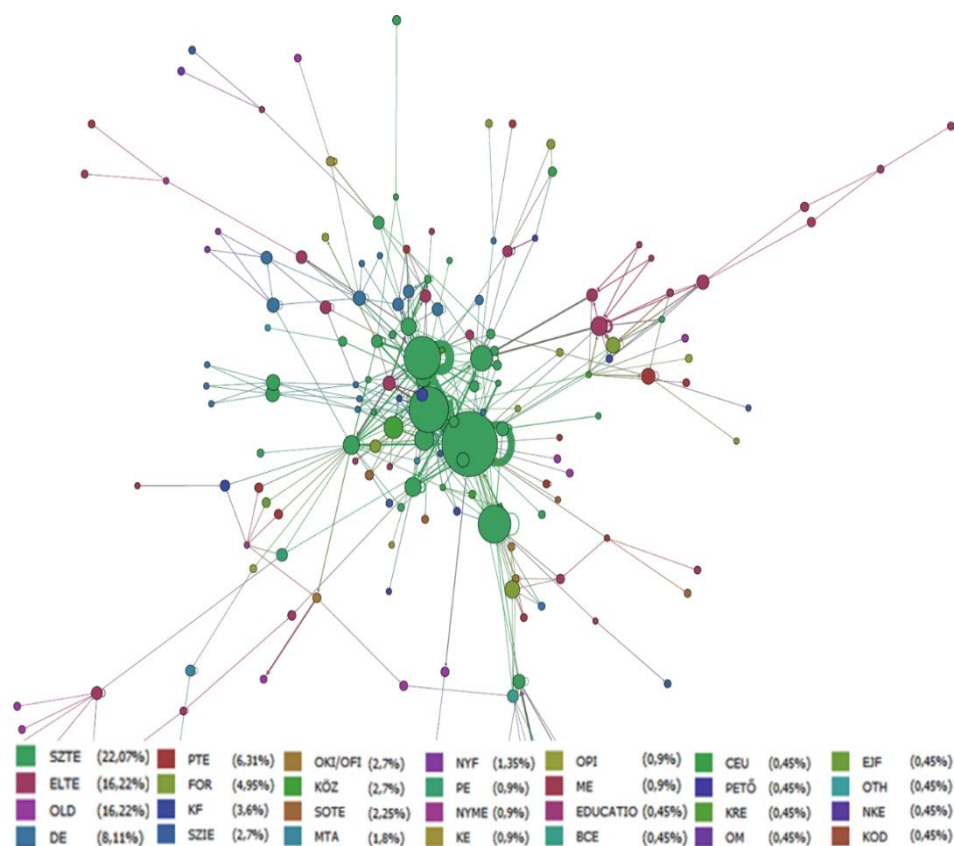 SZTE (22,07%) PTE (6,31%) OKI/OFI (2,7%) NYF (1,35%) OPI (0,9%) CEU (0,45%) EJF (0,45%)
ELTE (16,22%) FOR (4,95%) KÖZ (2,7%) PE (0,9%) ME (0,9%) PETŐ (0,45%) OTH (0,45%)
OLD (16,22%) KF (3,6%) SOTE (2,25%) NYME (0,9%) EDUCATIO (0,45%) KRE (0,45%) NKE (0,45%)
DE (8,11%) SZIE (2,7%) MTA (1,8%) KE (0,9%) BCE (0,45%) OM (0,45%) KOD (0,45%)